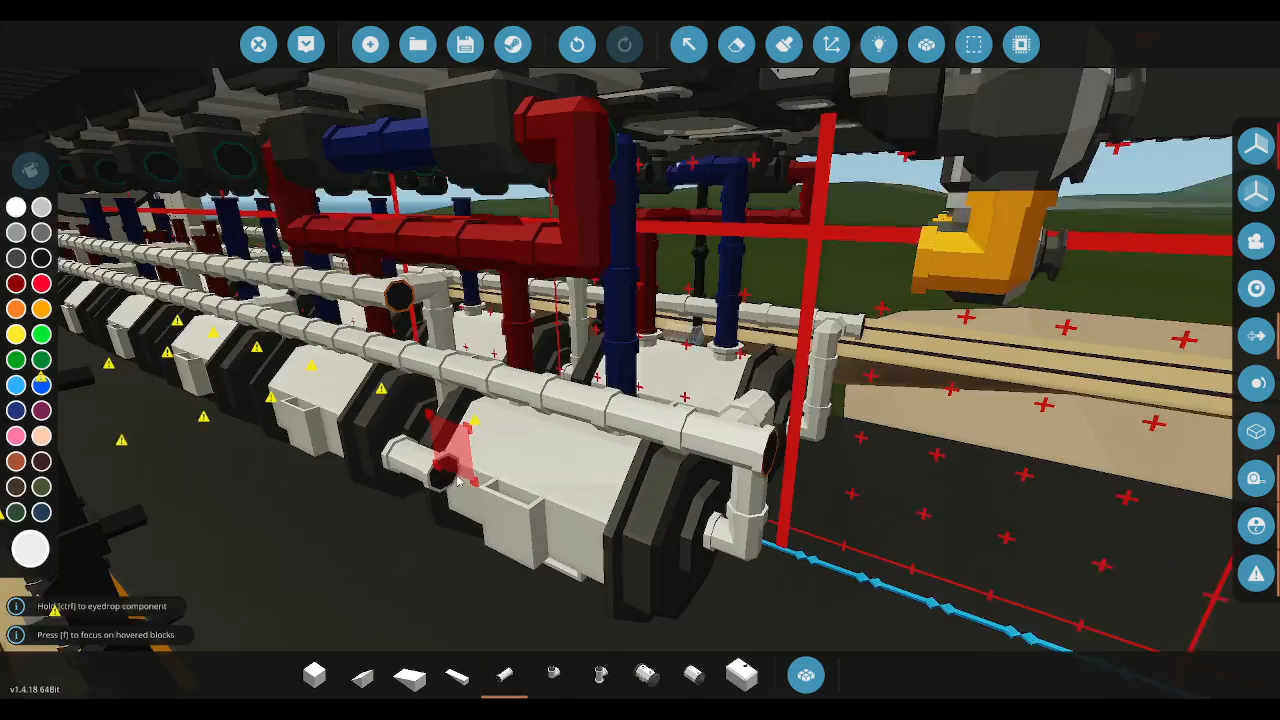 Hold [ctrl] to eyedrop component
Press [f] to focus on hovered blocks
v1.4.18 64Bit